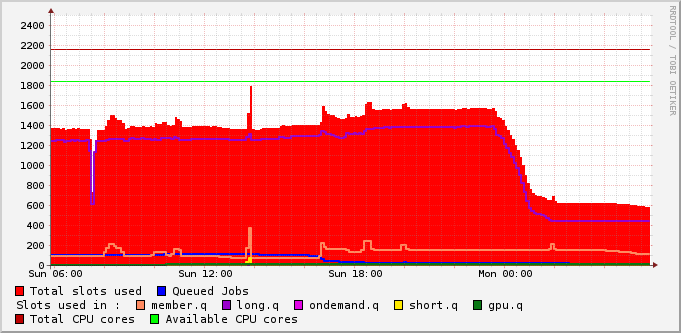 RRDTOOL / TOBI OETIKER
2400
2200
2000
1800
1600
1400
1200
1000
800
600
400
200
0
Sun 06:00 Sun 12:00 Sun 18:00 Mon 00:00
Total slots used Queued Jobs
Slots used in : member.q long.q ondemand.q short.q gpu.q
Total CPU cores Available CPU cores